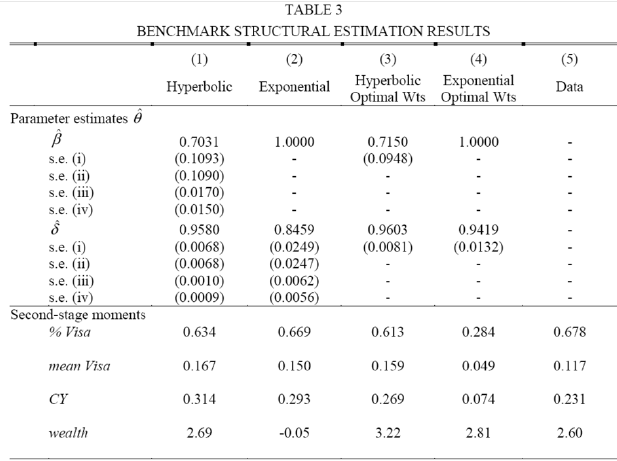 TABLE 3
BENCHMARK STRUCTURAL ESTIMATION RESULTS
(1) (2) (3) (4) (5)
Hyperbolic Exponential Hyperbolic Optimal Wts Exponential Optimal Wts Data
Parameter estimates θ̂
β̂ 0.7031 1.0000 0.7150 1.0000 -
s.e. (i) (0.1093) - (0.0948) - -
s.e. (ii) (0.1090) - - - -
s.e. (iii) (0.0170) - - - -
s.e. (iv) (0.0150) - - - -
δ̂ 0.9580 0.8459 0.9603 0.9419 -
s.e. (i) (0.0068) (0.0249) (0.0081) (0.0132) -
s.e. (ii) (0.0068) (0.0247) - - -
s.e. (iii) (0.0010) (0.0062) - - -
s.e. (iv) (0.0009) (0.0056) - - -
Second-stage moments
% Visa 0.634 0.669 0.613 0.284 0.678
mean Visa 0.167 0.150 0.159 0.049 0.117
CY 0.314 0.293 0.269 0.074 0.231
wealth 2.69 -0.05 3.22 2.81 2.60